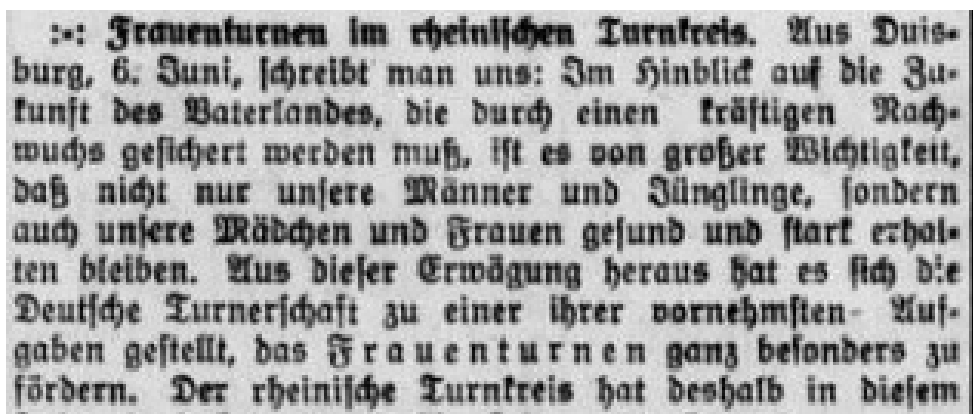 :-: Frauenturnen im rheinischen Turnkreis. Aus Duis-
burg, 6. Juni, schreibt man uns: Im Hinblick auf die Zu-
kunft des Vaterlandes, die durch einen kräftigen Nach-
wuchs gesichert werden muß, ist es von großer Wichtigkeit,
daß nicht nur unsere Männer und Jünglinge, sondern
auch unsere Mädchen und Frauen gesund und stark erhal-
ten bleiben. Aus dieser Erwägung heraus hat es sich die
Deutsche Turnerschaft zu einer ihrer vornehmsten Auf-
gaben gestellt, das Frauenturnen ganz besonders zu
fördern. Der rheinische Turnkreis hat deshalb in diesem